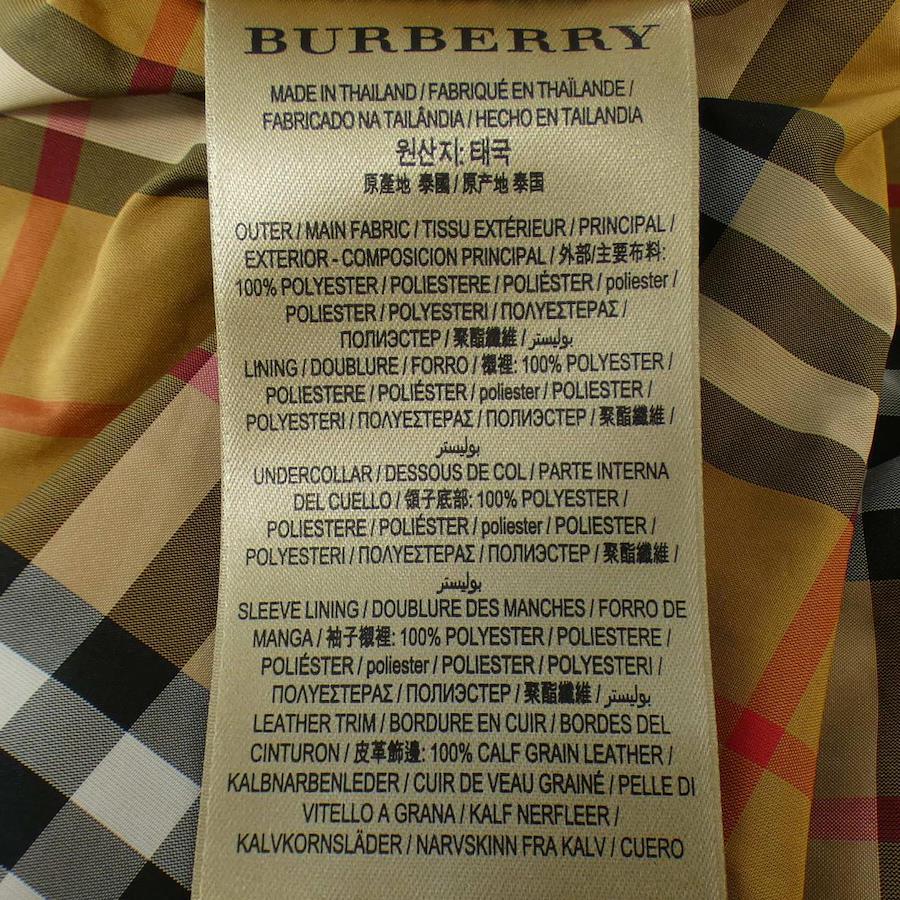 BURBERRY
MADE IN THAILAND / FABRIQUÉ EN THAÏLANDE /
FABRICADO NA TAILÂNDIA / HECHO EN TAILANDIA
원산지: 태국
原產地 泰國 / 原产地 泰国
OUTER / MAIN FABRIC / TISSU EXTÉRIEUR / PRINCIPAL /
EXTERIOR - COMPOSICION PRINCIPAL / 外部/主要布料:
100% POLYESTER / POLIESTERE / POLIÉSTER / poliester /
POLIESTER / POLYESTERI / ΠΟΛΥΕΣΤΕΡΑΣ /
ПОЛИЭСТЕР / 聚酯纖維 / بوليستر
LINING / DOUBLURE / FORRO / 襯裡: 100% POLYESTER /
POLIESTERE / POLIÉSTER / poliester / POLIESTER /
POLYESTERI / ΠΟΛΥΕΣΤΕΡΑΣ / ПОЛИЭСТЕР / 聚酯纖維 /
بوليستر
UNDERCOLLAR / DESSOUS DE COL / PARTE INTERNA
DEL CUELLO / 領子底部: 100% POLYESTER /
POLIESTERE / POLIÉSTER / poliester / POLIESTER /
POLYESTERI / ΠΟΛΥΕΣΤΕΡΑΣ / ПОЛИЭСТЕР / 聚酯纖維 /
بوليستر
SLEEVE LINING / DOUBLURE DES MANCHES / FORRO DE
MANGA / 袖子襯裡: 100% POLYESTER / POLIESTERE /
POLIÉSTER / poliester / POLIESTER / POLYESTERI /
ΠΟΛΥΕΣΤΕΡΑΣ / ПОЛИЭСТЕР / 聚酯纖維 / بوليستر
LEATHER TRIM / BORDURE EN CUIR / BORDES DEL
CINTURON / 皮革飾邊: 100% CALF GRAIN LEATHER /
KALBNARBENLEDER / CUIR DE VEAU GRAINÉ / PELLE DI
VITELLO A GRANA / KALF NERFLEER /
KALVKORNSLÄDER / NARVSKINN FRA KALV / CUERO